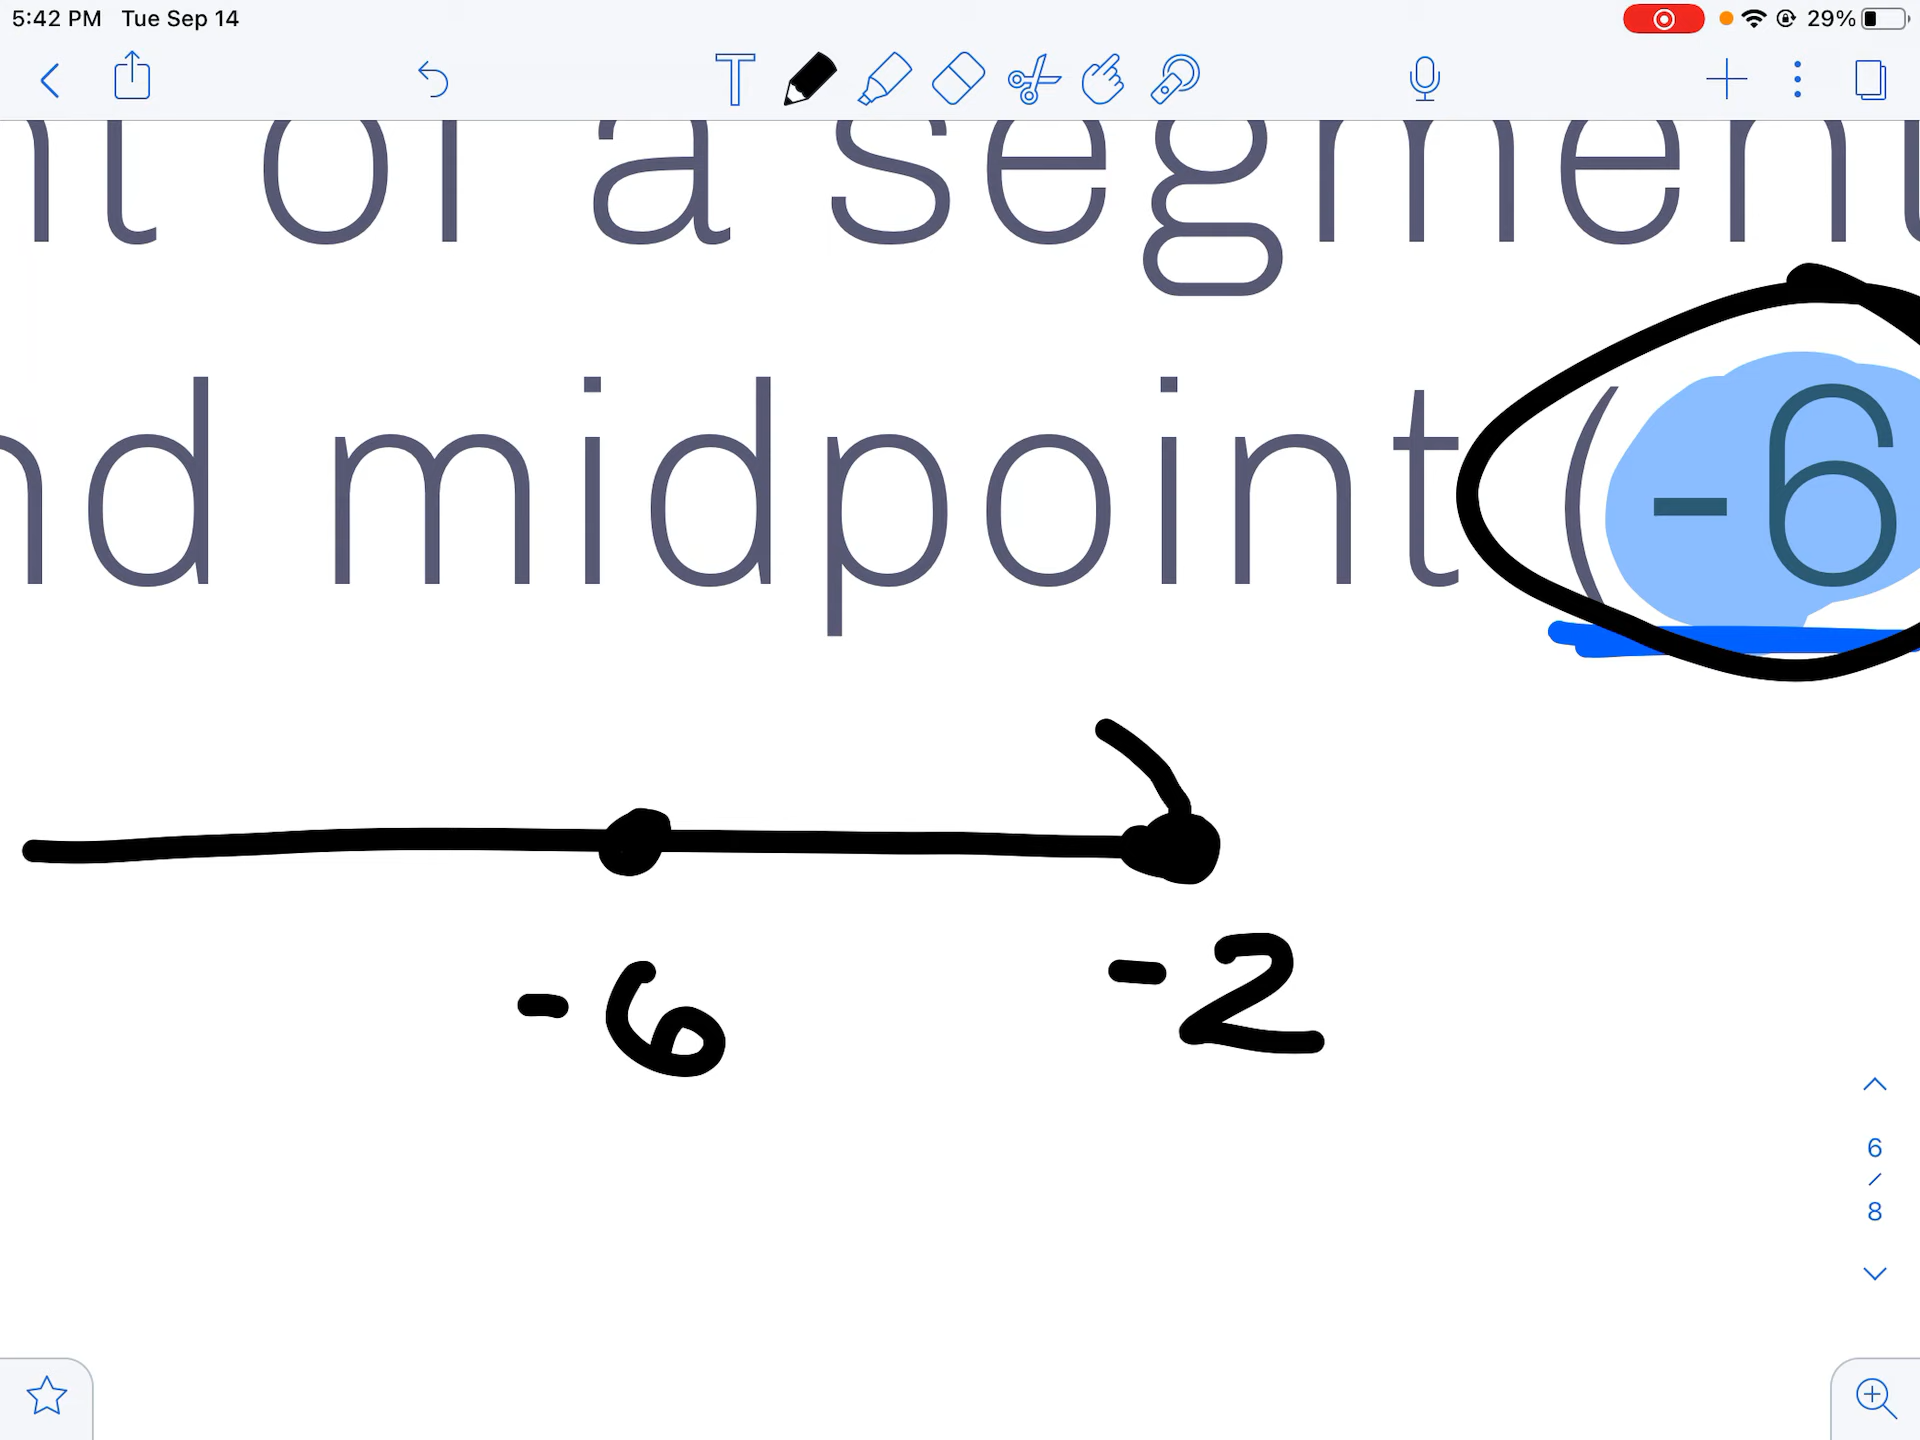 5:42 PM Tue Sep 14 29%
nt of a segment
nd midpoint (-6
-6 -2
6
/
8